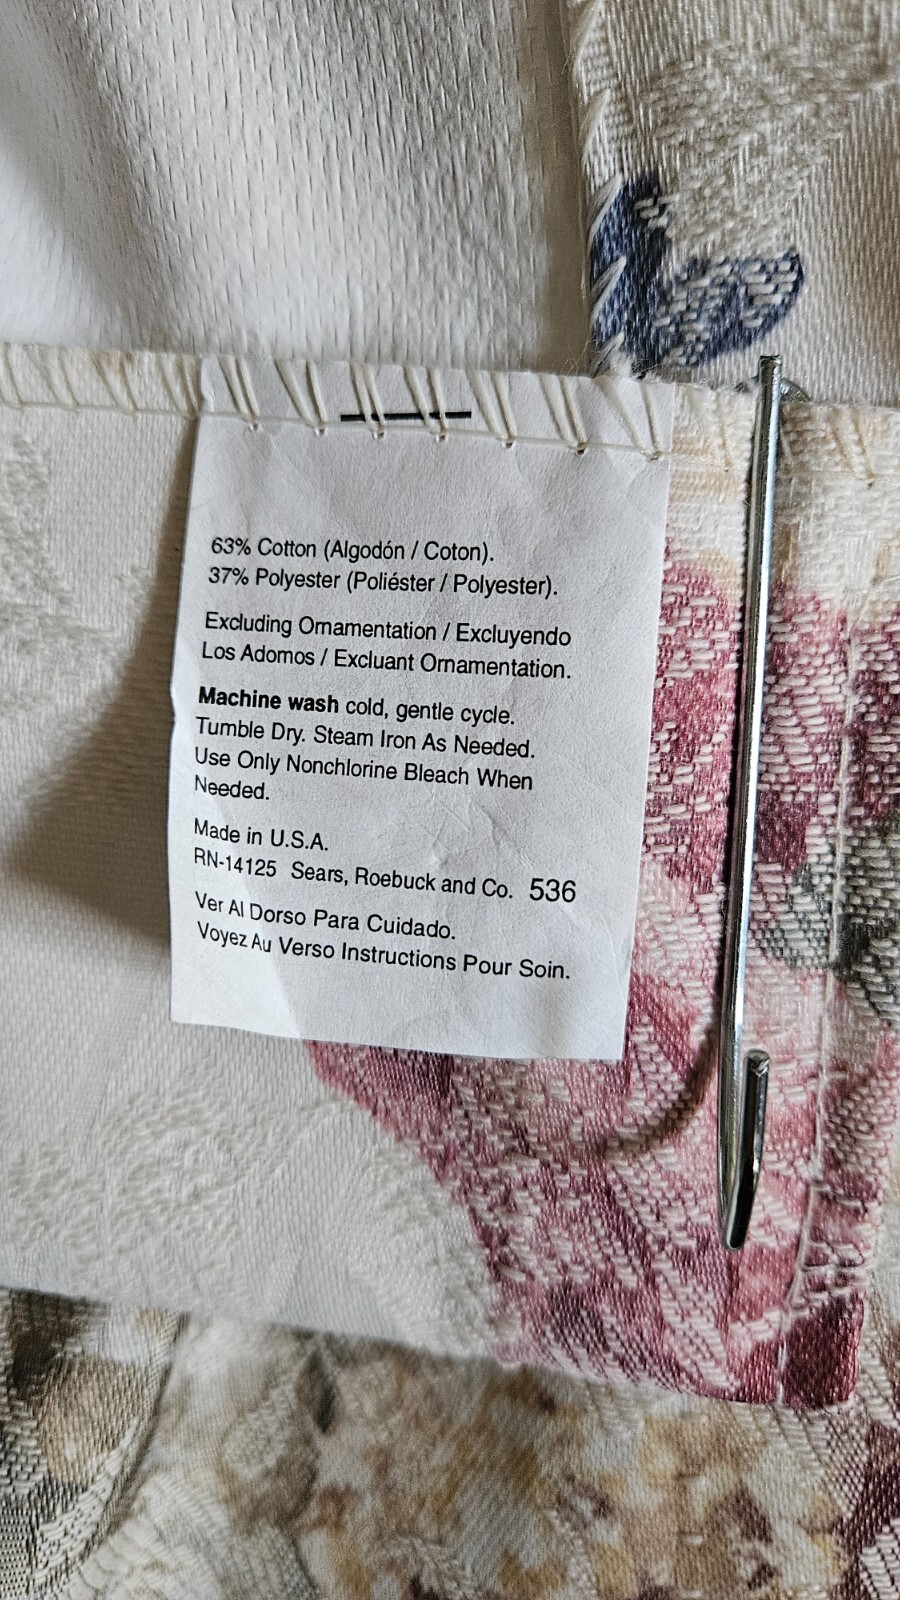 63% Cotton (Algodón / Coton).
37% Polyester (Poliéster / Polyester).
Excluding Ornamentation / Excluyendo
Los Adornos / Excluant Ornamentation.
Machine wash cold, gentle cycle.
Tumble Dry. Steam Iron As Needed.
Use Only Nonchlorine Bleach When
Needed.
Made in U.S.A.
RN-14125 Sears, Roebuck and Co. 536
Ver Al Dorso Para Cuidado.
Voyez Au Verso Instructions Pour Soin.